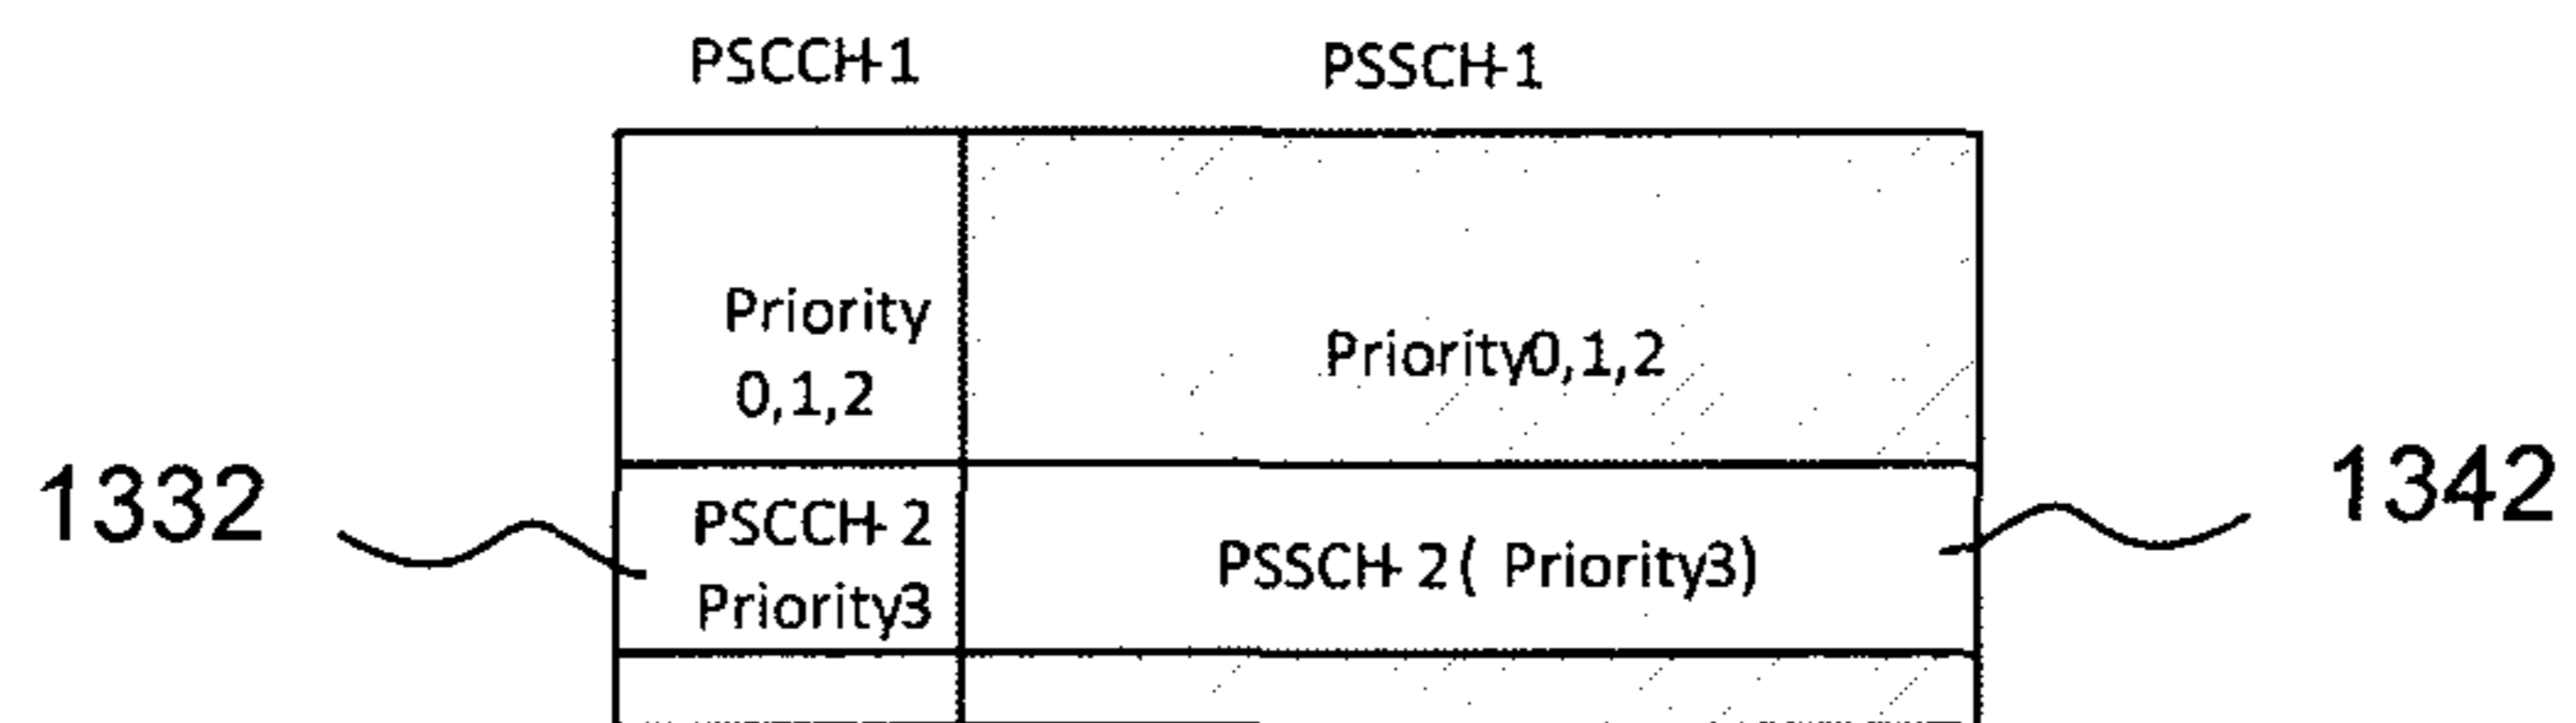 PSCCH-1
PSSCH-1
Priority
0,1,2
Priority0,1,2
1332
PSCCH-2
Priority3
PSSCH-2( Priority3)
1342